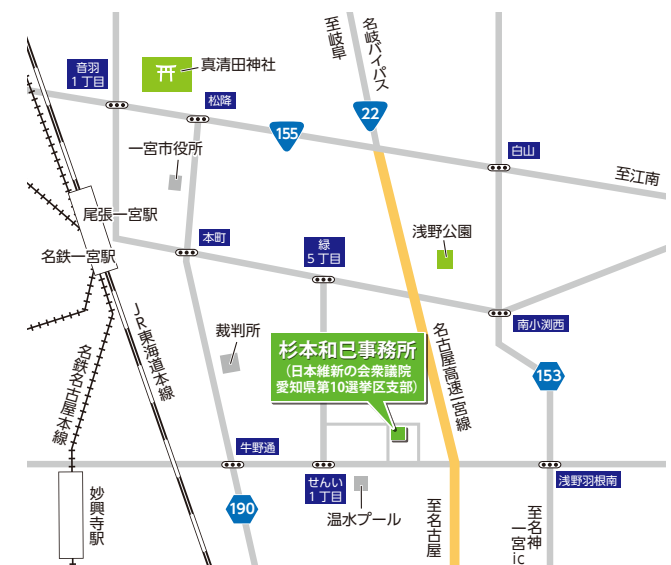 至岐阜
名岐バイパス
音羽
1丁目
真清田神社
松降
22
155
一宮市役所
白山
至江南
尾張一宮駅
本町
浅野公園
緑
5丁目
名鉄一宮駅
JR東海道本線
裁判所
杉本和巳事務所
(日本維新の会衆議院
愛知県第10選挙区支部)
名古屋高速一宮線
南小渕西
153
名鉄名古屋本線
牛野通
せんい
1丁目
浅野羽根南
妙興寺駅
190
温水プール
至名古屋
至名神
一宮ic